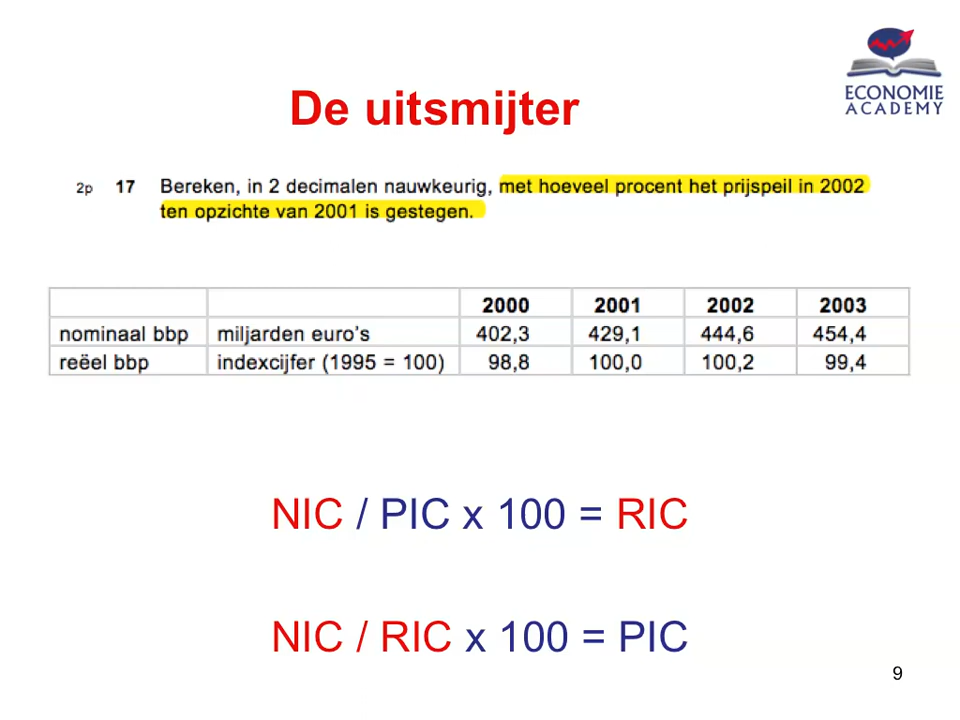 ECONOMIE
ACADEMY
De uitsmijter
2p 17 Bereken, in 2 decimalen nauwkeurig, met hoeveel procent het prijspeil in 2002
ten opzichte van 2001 is gestegen.
2000 2001 2002 2003
nominaal bbp miljarden euro's 402,3 429,1 444,6 454,4
reëel bbp indexcijfer (1995 = 100) 98,8 100,0 100,2 99,4
NIC / PIC x 100 = RIC
NIC / RIC x 100 = PIC
9